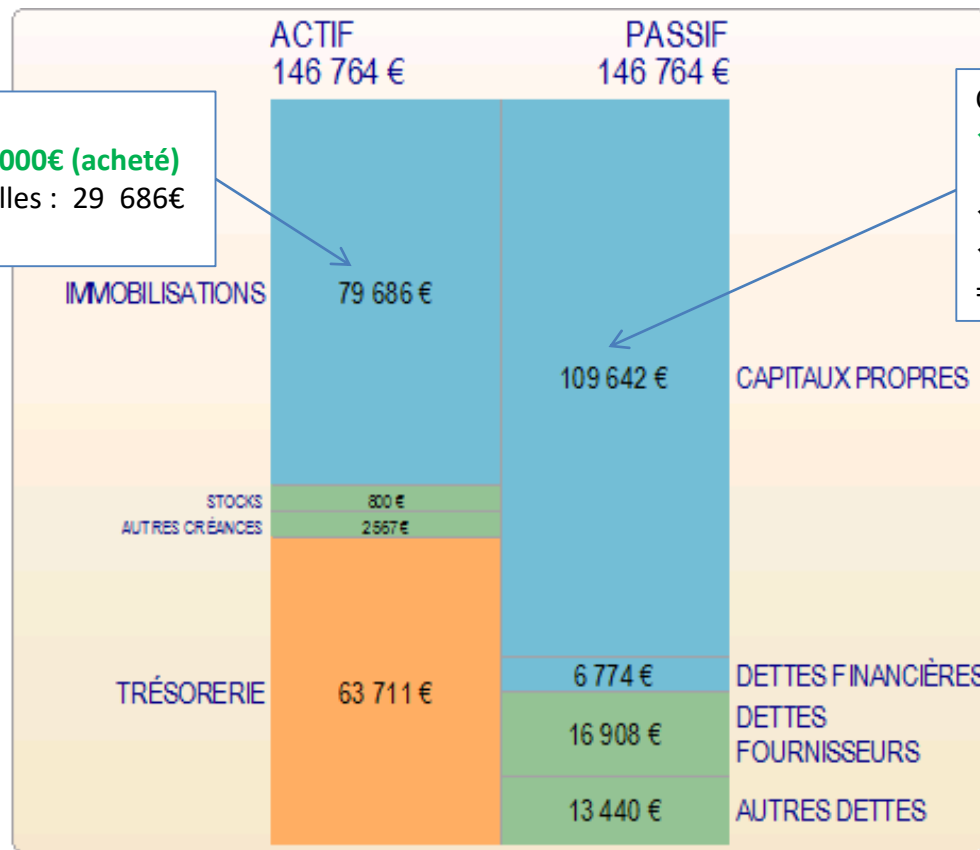 ACTIF
146 764 €
PASSIF
146 764 €
000€ (acheté)
lles : 29 686€
IMMOBILISATIONS
79 686 €
109 642 €
CAPITAUX PROPRES
STOCKS
800 €
AUTRES CRÉANCES
2 567 €
TRÉSORERIE
63 711 €
6 774 €
DETTES FINANCIÈRES
16 908 €
DETTES
FOURNISSEURS
13 440 €
AUTRES DETTES